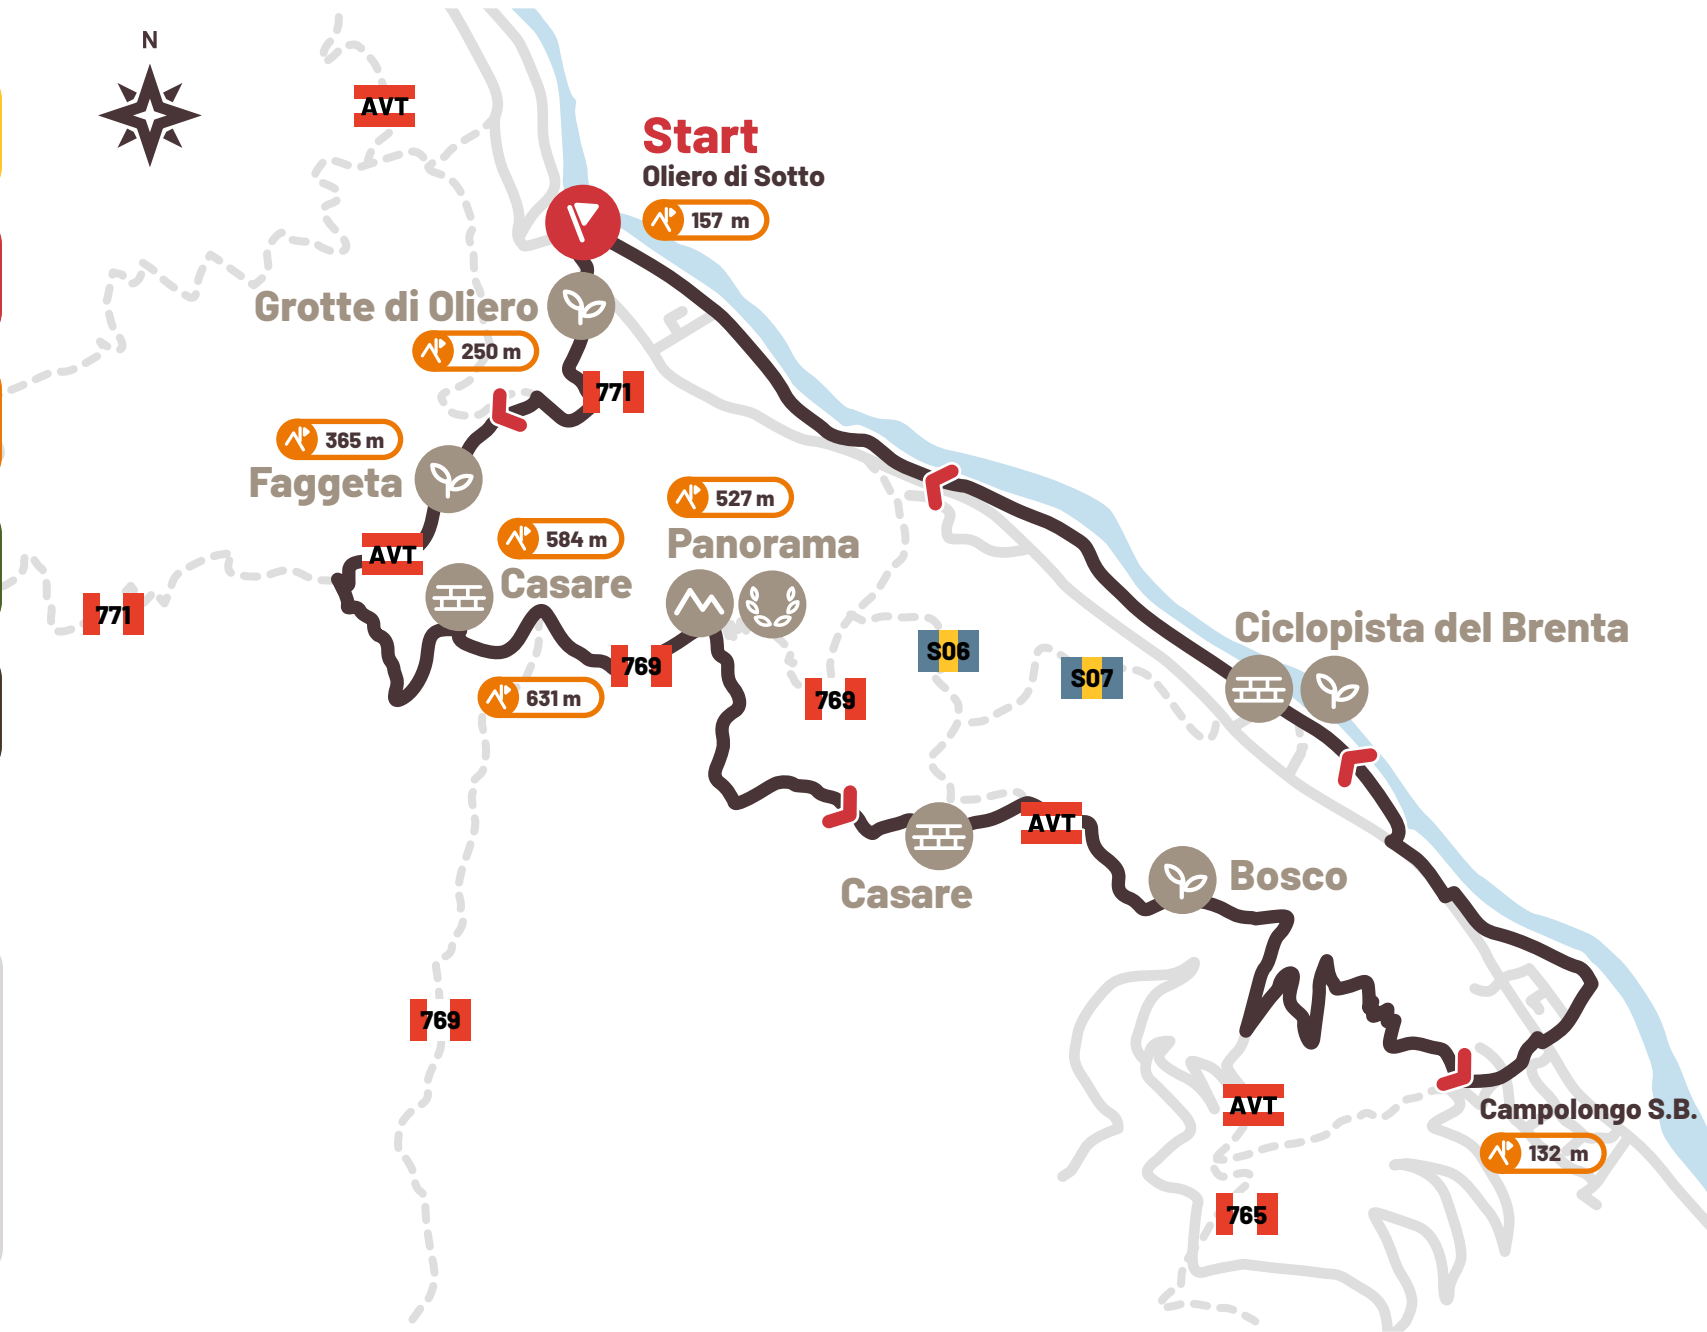 N
AVT
Start
Oliero di Sotto
157 m
Grotte di Oliero
250 m
771
365 m
Faggeta
527 m
584 m
Panorama
AVT
Casare
771
Ciclopista del Brenta
S06
769
S07
631 m
769
AVT
Casare
Bosco
769
AVT
Campolongo S.B.
132 m
765